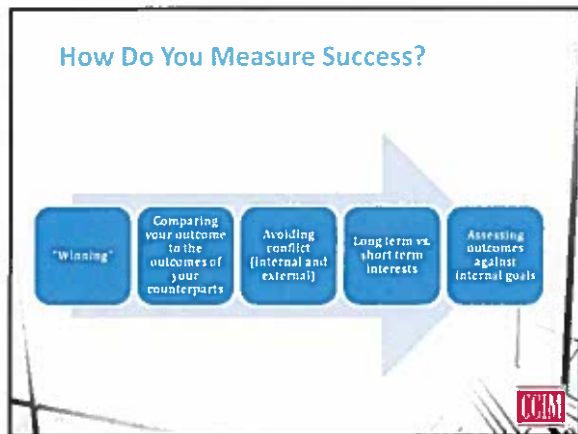 How Do You Measure Success?
"Winning"
Comparing
your outcome
to the
outcomes of
your
counterparts
Avoiding
conflict
(internal and
external)
Long term vs.
short term
interests
Assessing
outcomes
against
internal goals
CCIM